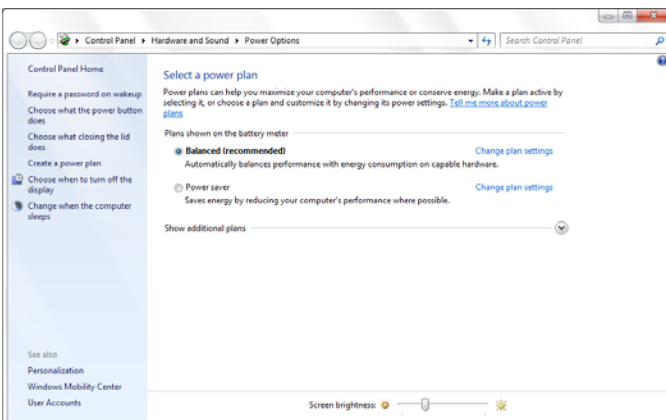 Control Panel ▸ Hardware and Sound ▸ Power Options
Search Control Panel
Control Panel Home
Require a password on wakeup
Choose what the power button
does
Choose what closing the lid
does
Create a power plan
Choose when to turn off the
display
Change when the computer
sleeps
See also
Personalization
Windows Mobility Center
User Accounts
Select a power plan
Power plans can help you maximize your computer's performance or conserve energy. Make a plan active by
selecting it, or choose a plan and customize it by changing its power settings. Tell me more about power
plans
Plans shown on the battery meter
Balanced (recommended) Change plan settings
Automatically balances performance with energy consumption on capable hardware.
Power saver Change plan settings
Saves energy by reducing your computer's performance where possible.
Show additional plans
Screen brightness: